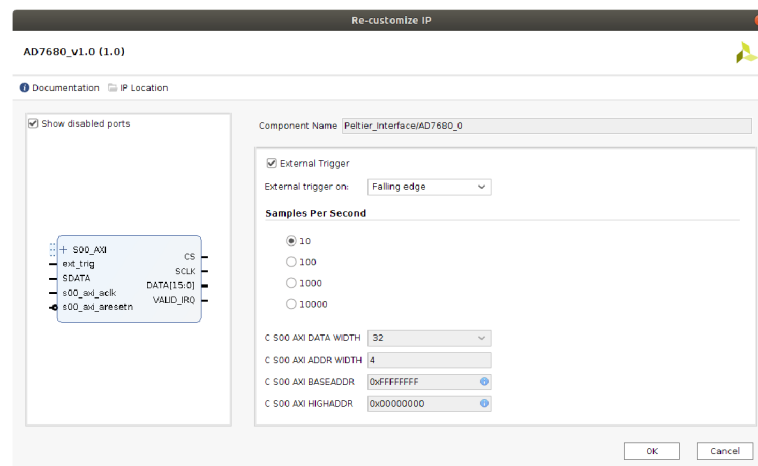 Re-customize IP
AD7680_v1.0 (1.0)
Documentation IP Location
Show disabled ports
S00_AXI
ext_trig
SDATA
s00_axi_aclk
s00_axi_aresetn
CS
SCLK
DATA[15:0]
VALID_IRQ
Component Name Peltier_Interface/AD7680_0
External Trigger
External trigger on: Falling edge
Samples Per Second
10
100
1000
10000
C S00 AXI DATA WIDTH 32
C S00 AXI ADDR WIDTH 4
C S00 AXI BASEADDR 0xFFFFFFFF
C S00 AXI HIGHADDR 0x00000000
OK Cancel